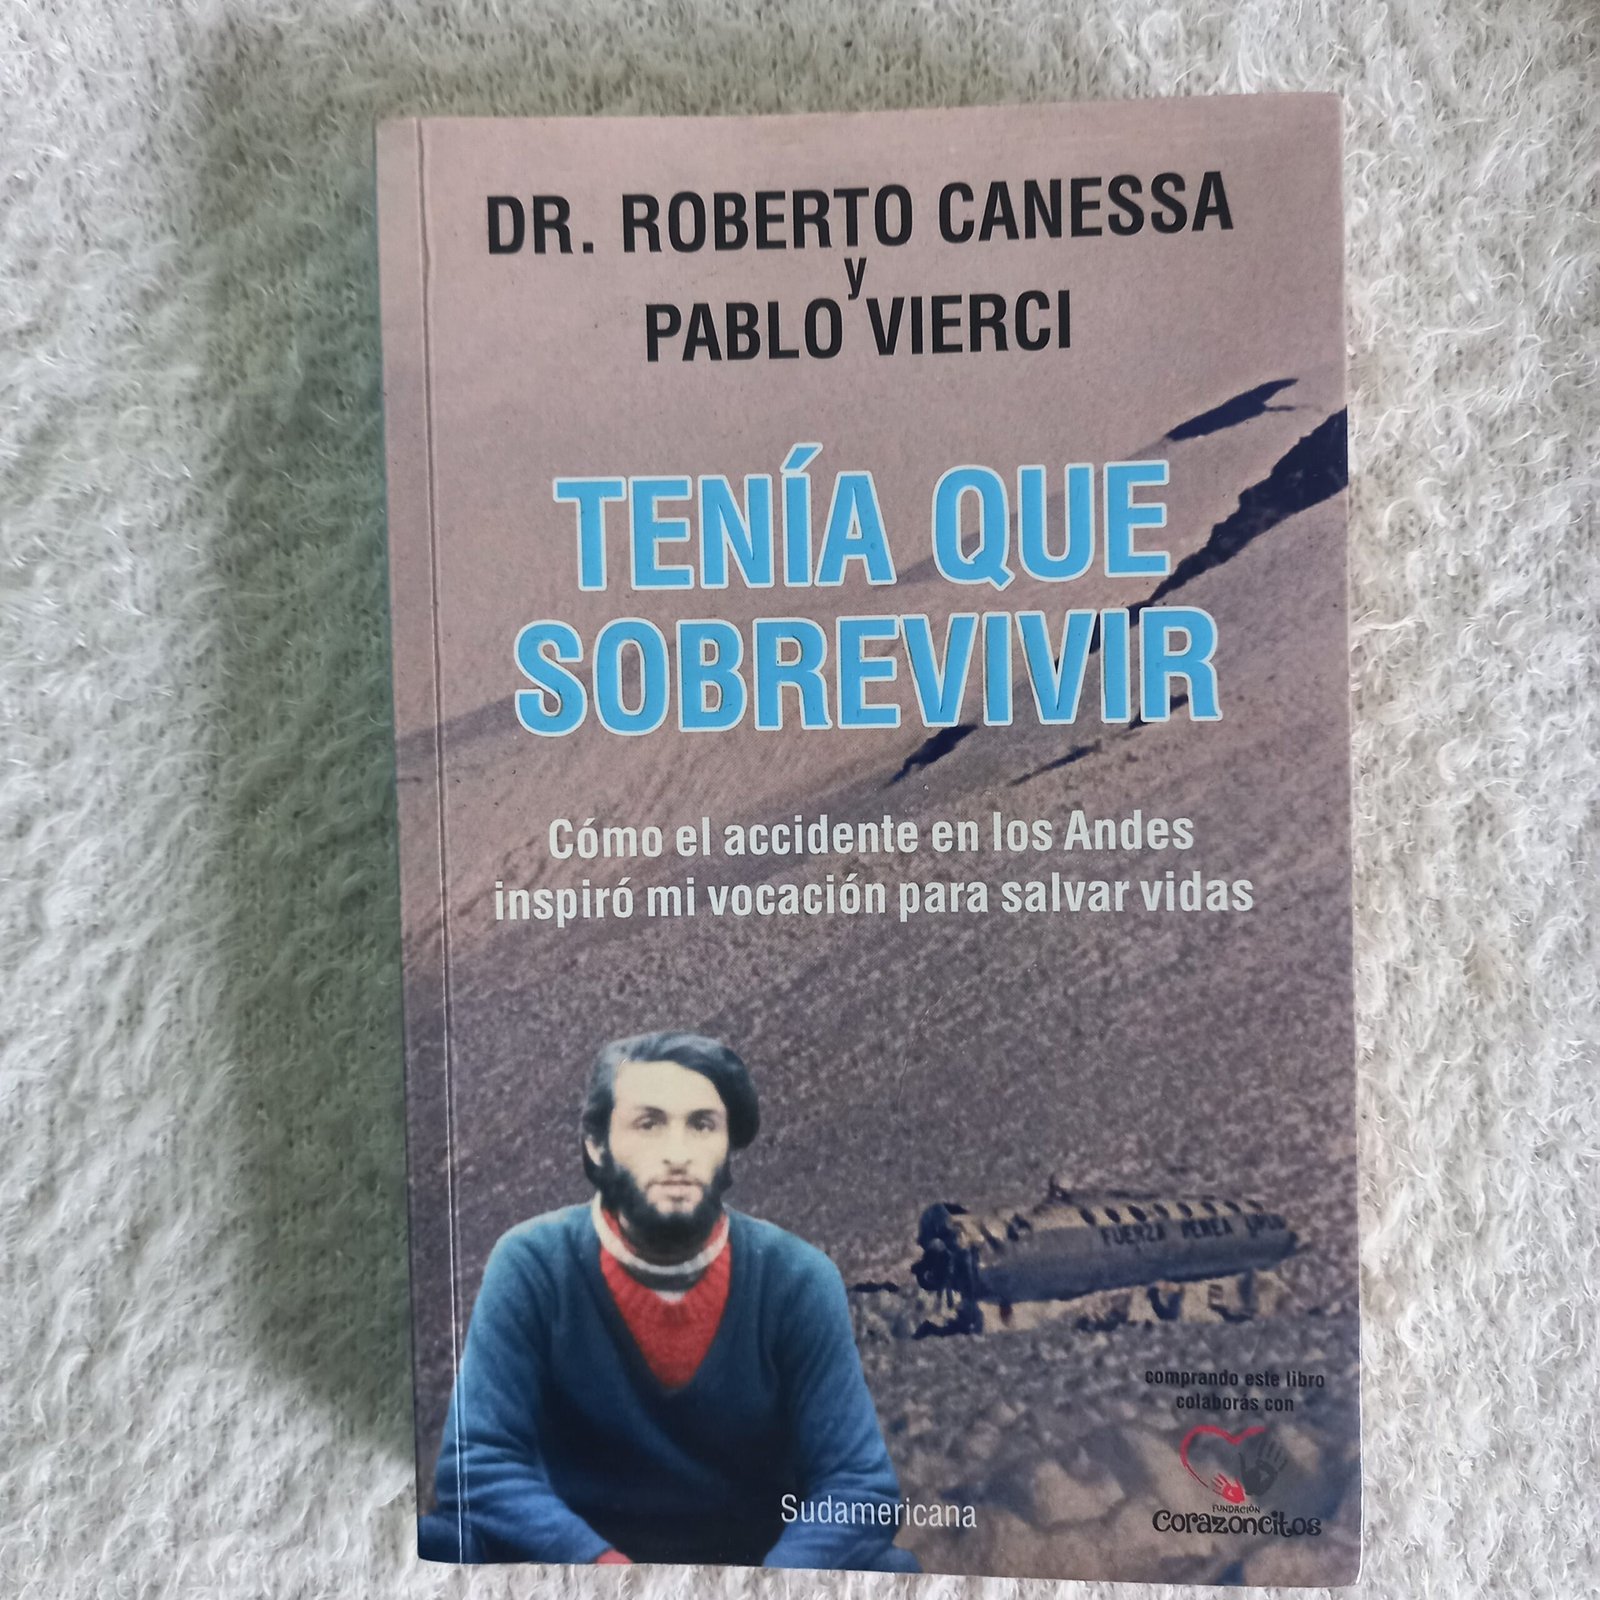 DR. ROBERTO CANESSA
y
PABLO VIERCI
TENÍA QUE
SOBREVIVIR
Cómo el accidente en los Andes
inspiró mi vocación para salvar vidas
FUERZA AEREA
comprando este libro
colaborás con
FUNDACIÓN
Corazoncitos
Sudamericana